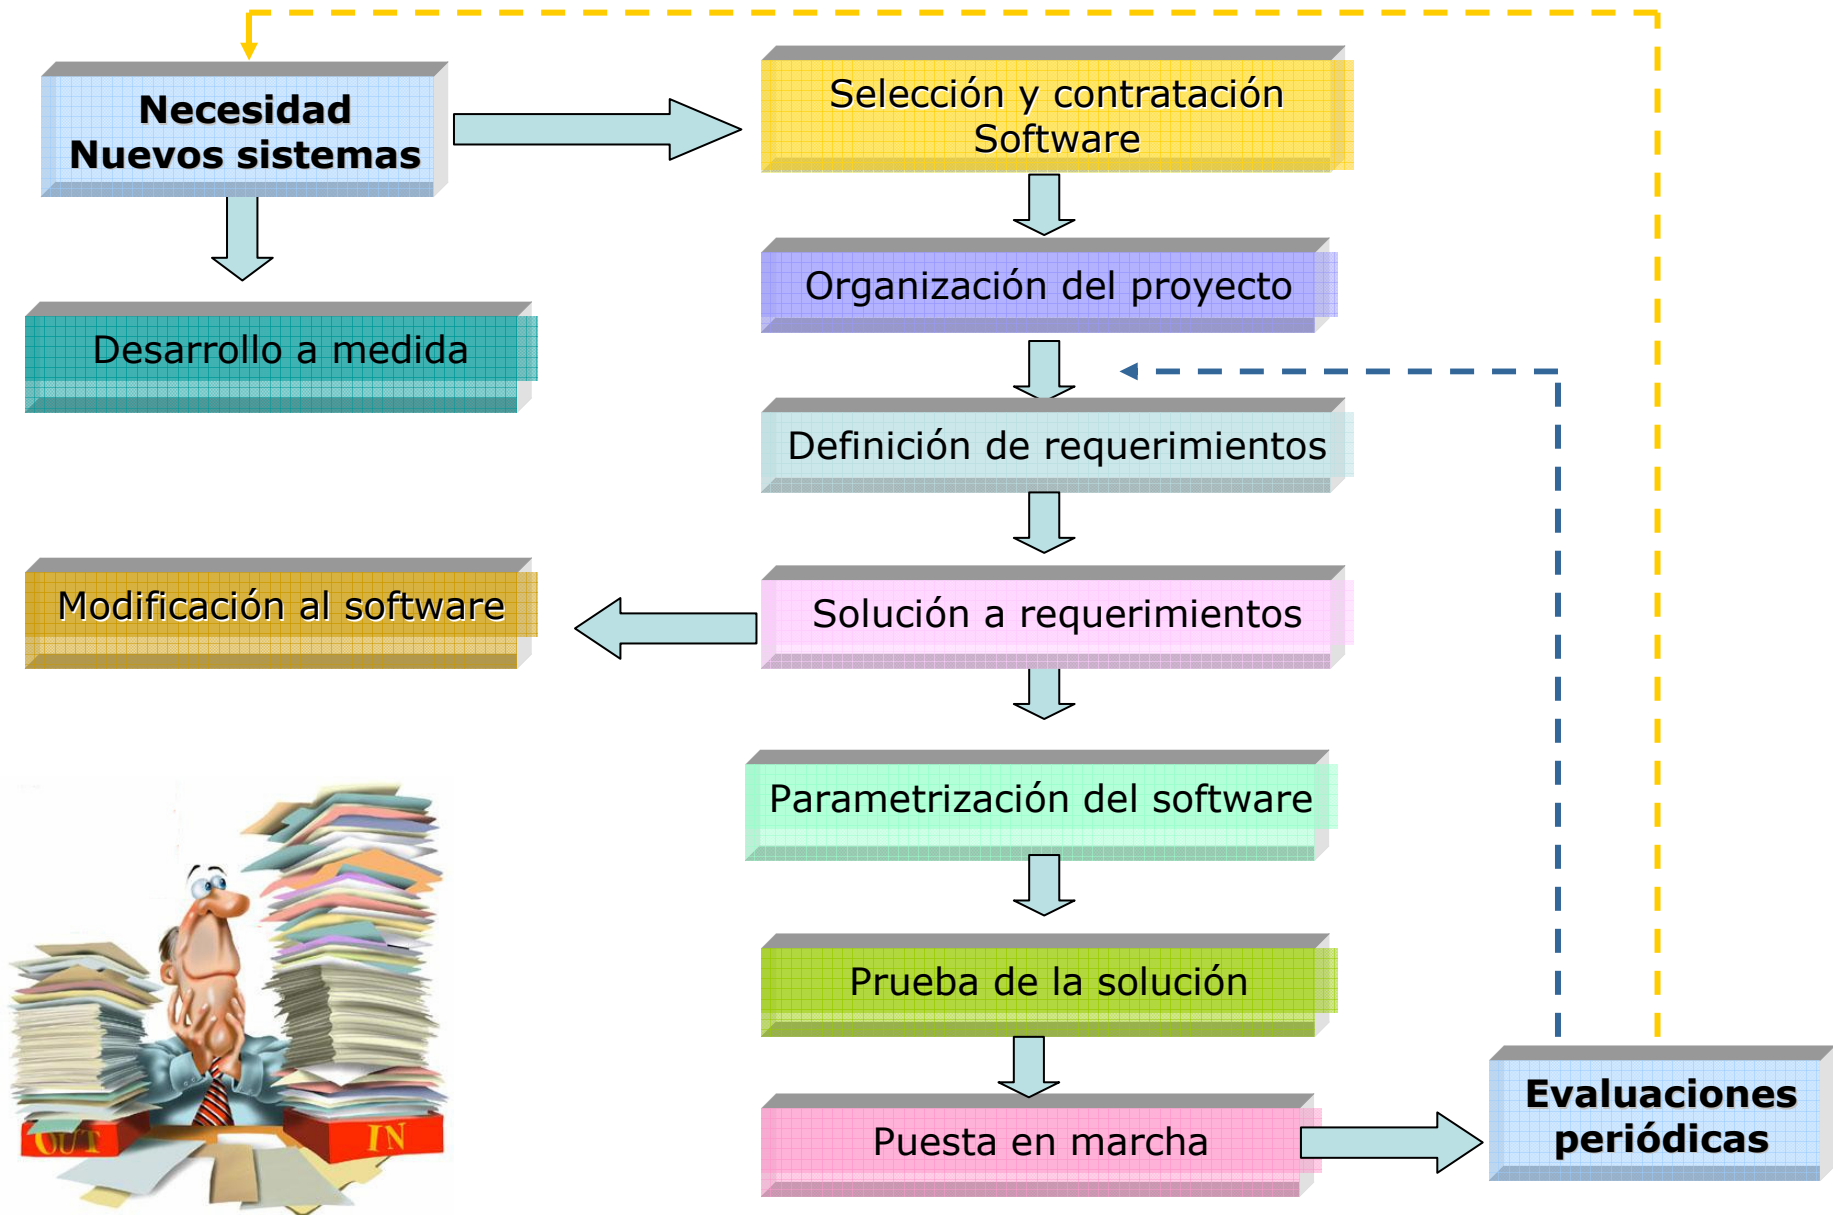 Necesidad
Nuevos sistemas
Selección y contratación
Software
Organización del proyecto
Desarrollo a medida
Definición de requerimientos
Modificación al software
Solución a requerimientos
Parametrización del software
Prueba de la solución
Puesta en marcha
Evaluaciones
periódicas
OUT
IN